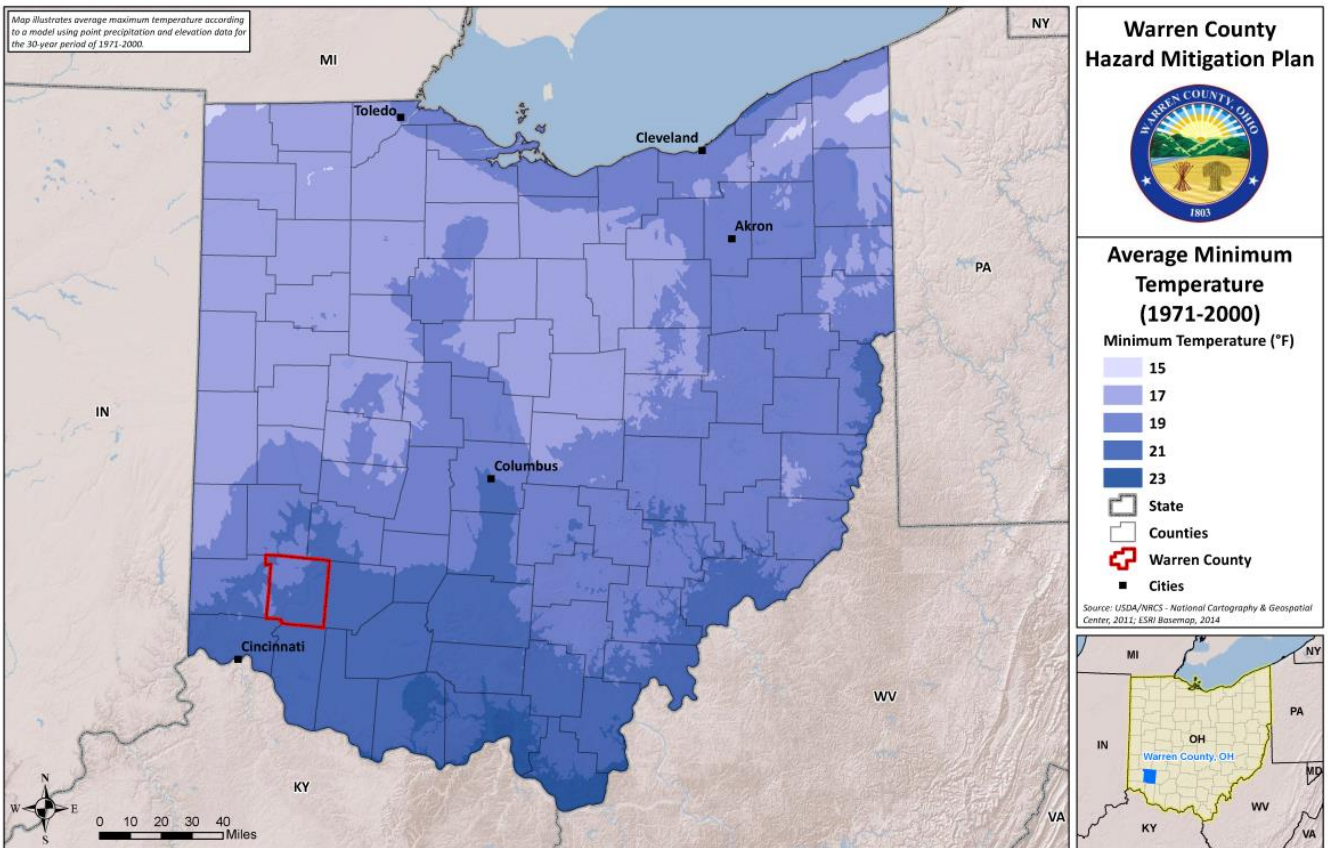 Map illustrates average maximum temperature according
to a model using point precipitation and elevation data for
the 30-year period of 1971-2000.
NY
MI
Toledo
Cleveland
Akron
PA
IN
Columbus
Cincinnati
WV
KY
VA
N
W
E
S
0 10 20 30 40
Miles
Warren County
Hazard Mitigation Plan
WARREN COUNTY, OHIO
1803
Average Minimum
Temperature
(1971-2000)
Minimum Temperature (°F)
15
17
19
21
23
State
Counties
Warren County
Cities
Source: USDA/NRCS - National Cartography & Geospatial
Center, 2011; ESRI Basemap, 2014
MI
NY
PA
IN
OH
Warren County, OH
MD
WV
KY
VA